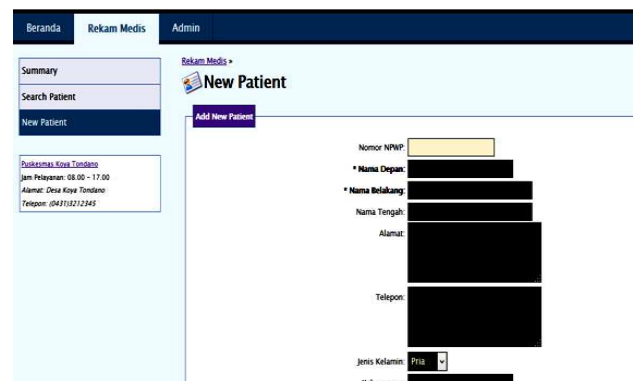 Beranda
Rekam Medis
Admin
Summary
Search Patient
New Patient
Puskesmas Koya Tondano
Jam Pelayanan: 08.00 – 17.00
Alamat: Desa Koya Tondano
Telepon: (0431)3212345
Rekam Medis »
New Patient
Add New Patient
Nomor NPWP:
* Nama Depan:
* Nama Belakang:
Nama Tengah:
Alamat:
Telepon:
Jenis Kelamin: Pria